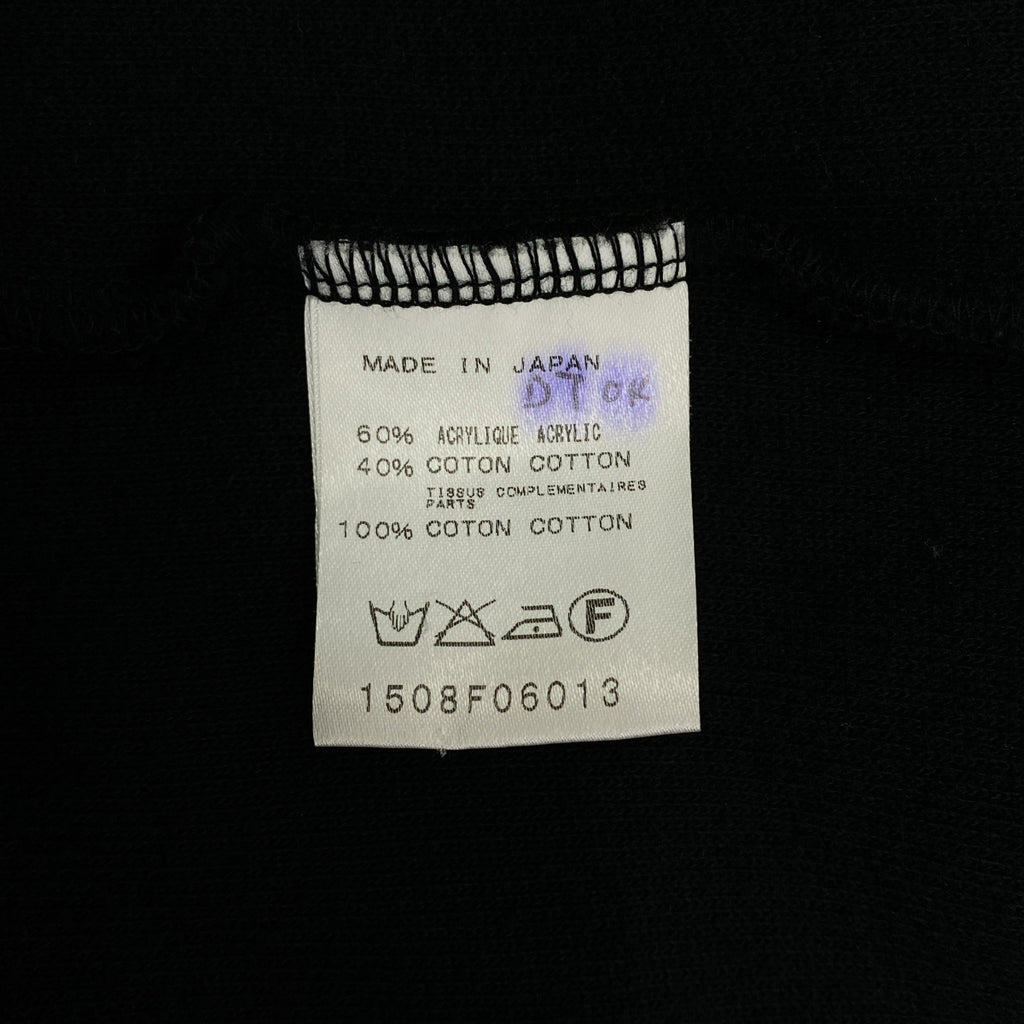 MADE IN JAPAN
DT OK
60% ACRYLIQUE ACRYLIC
40% COTON COTTON
TISSUS COMPLEMENTAIRES
PARTS
100% COTON COTTON
F
1508F06013